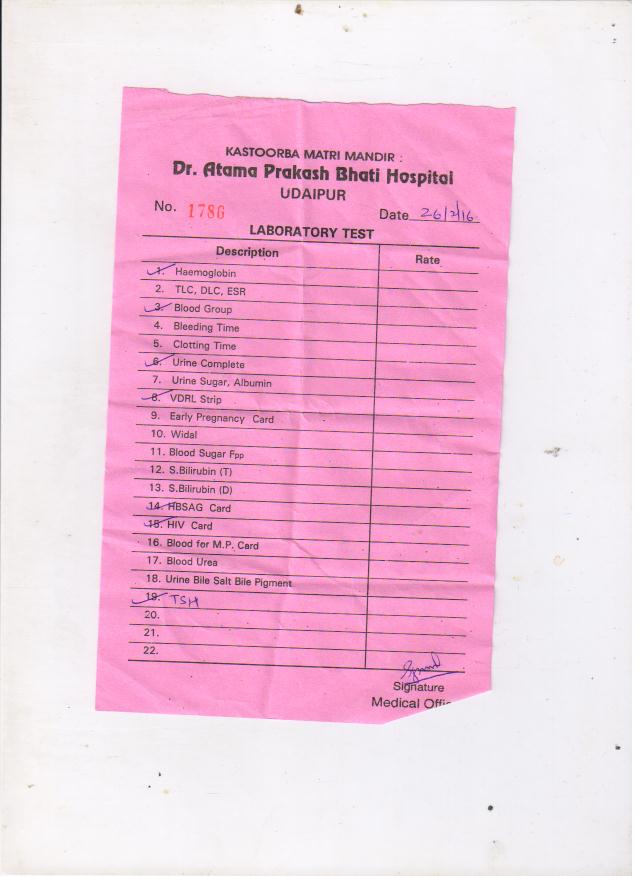 KASTOORBA MATRI MANDIR :
Dr. Atama Prakash Bhati Hospital
UDAIPUR
No. 1786 Date 26/2/16
LABORATORY TEST
Description Rate
1. Haemoglobin
2. TLC, DLC, ESR
3. Blood Group
4. Bleeding Time
5. Clotting Time
6. Urine Complete
7. Urine Sugar, Albumin
8. VDRL Strip
9. Early Pregnancy Card
10. Widal
11. Blood Sugar Fpp
12. S.Bilirubin (T)
13. S.Bilirubin (D)
14. HBSAG Card
15. HIV Card
16. Blood for M.P. Card
17. Blood Urea
18. Urine Bile Salt Bile Pigment
19. TSH
20.
21.
22.
Signature
Medical Offic